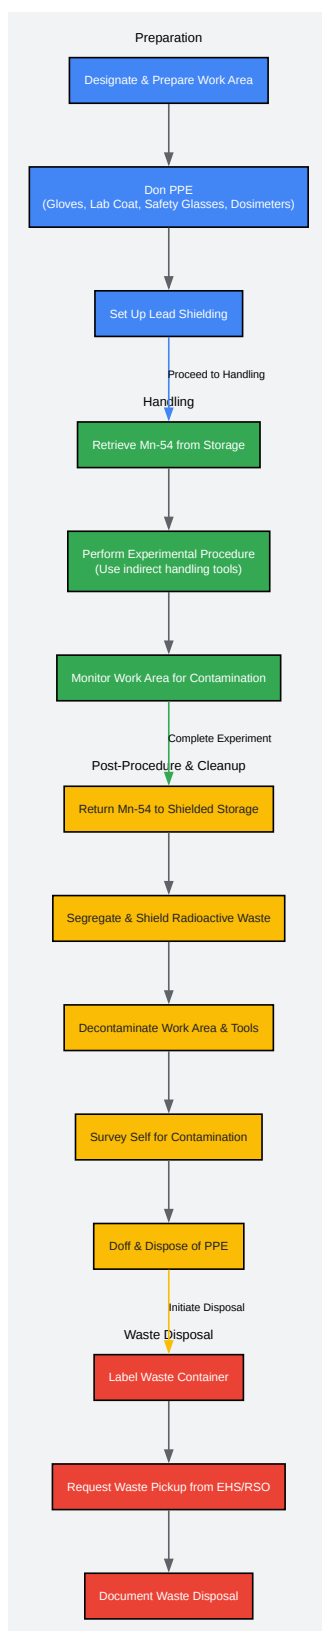 Preparation
Designate & Prepare Work Area
Don PPE
(Gloves, Lab Coat, Safety Glasses, Dosimeters)
Set Up Lead Shielding
Proceed to Handling
Handling
Retrieve Mn-54 from Storage
Perform Experimental Procedure
(Use indirect handling tools)
Monitor Work Area for Contamination
Complete Experiment
Post-Procedure & Cleanup
Return Mn-54 to Shielded Storage
Segregate & Shield Radioactive Waste
Decontaminate Work Area & Tools
Survey Self for Contamination
Doff & Dispose of PPE
Initiate Disposal
Waste Disposal
Label Waste Container
Request Waste Pickup from EHS/RSO
Document Waste Disposal